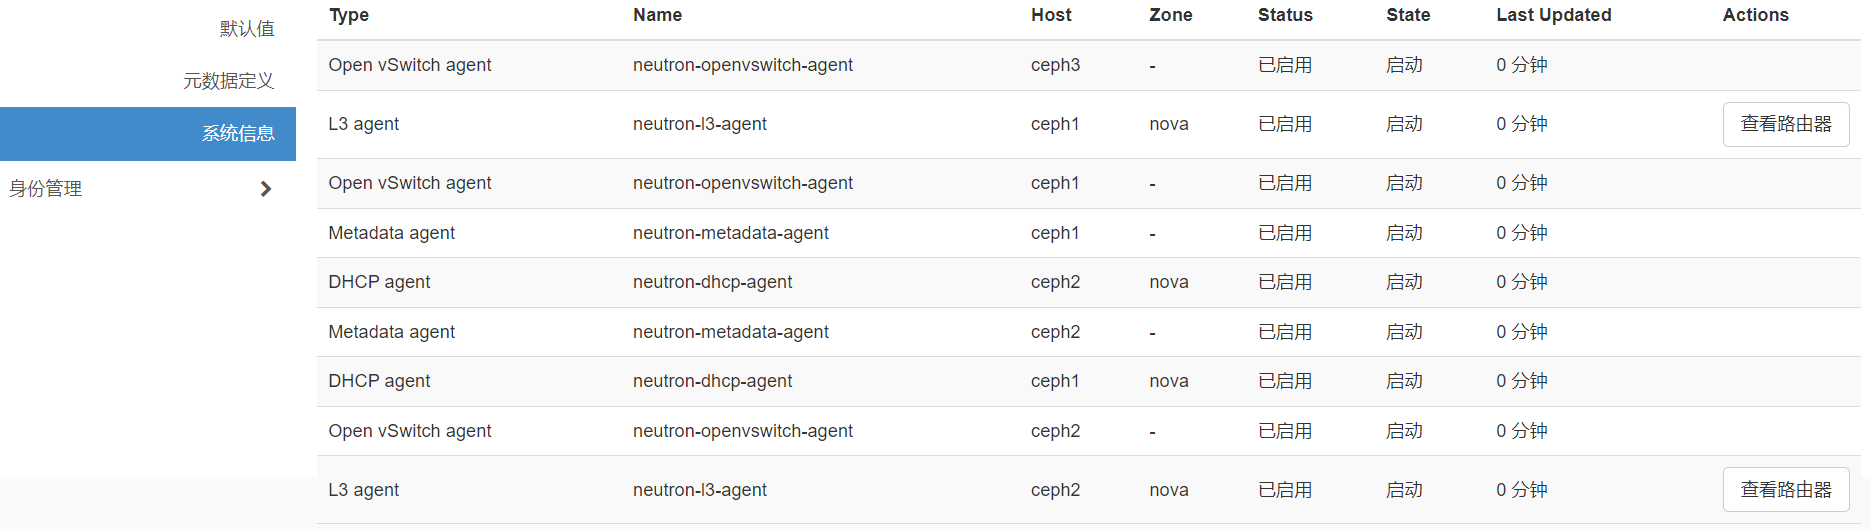 默认值
元数据定义
系统信息
身份管理
Type Name Host Zone Status State Last Updated Actions
Open vSwitch agent neutron-openvswitch-agent ceph3 - 已启用 启动 0 分钟
L3 agent neutron-l3-agent ceph1 nova 已启用 启动 0 分钟 查看路由器
Open vSwitch agent neutron-openvswitch-agent ceph1 - 已启用 启动 0 分钟
Metadata agent neutron-metadata-agent ceph1 - 已启用 启动 0 分钟
DHCP agent neutron-dhcp-agent ceph2 nova 已启用 启动 0 分钟
Metadata agent neutron-metadata-agent ceph2 - 已启用 启动 0 分钟
DHCP agent neutron-dhcp-agent ceph1 nova 已启用 启动 0 分钟
Open vSwitch agent neutron-openvswitch-agent ceph2 - 已启用 启动 0 分钟
L3 agent neutron-l3-agent ceph2 nova 已启用 启动 0 分钟 查看路由器